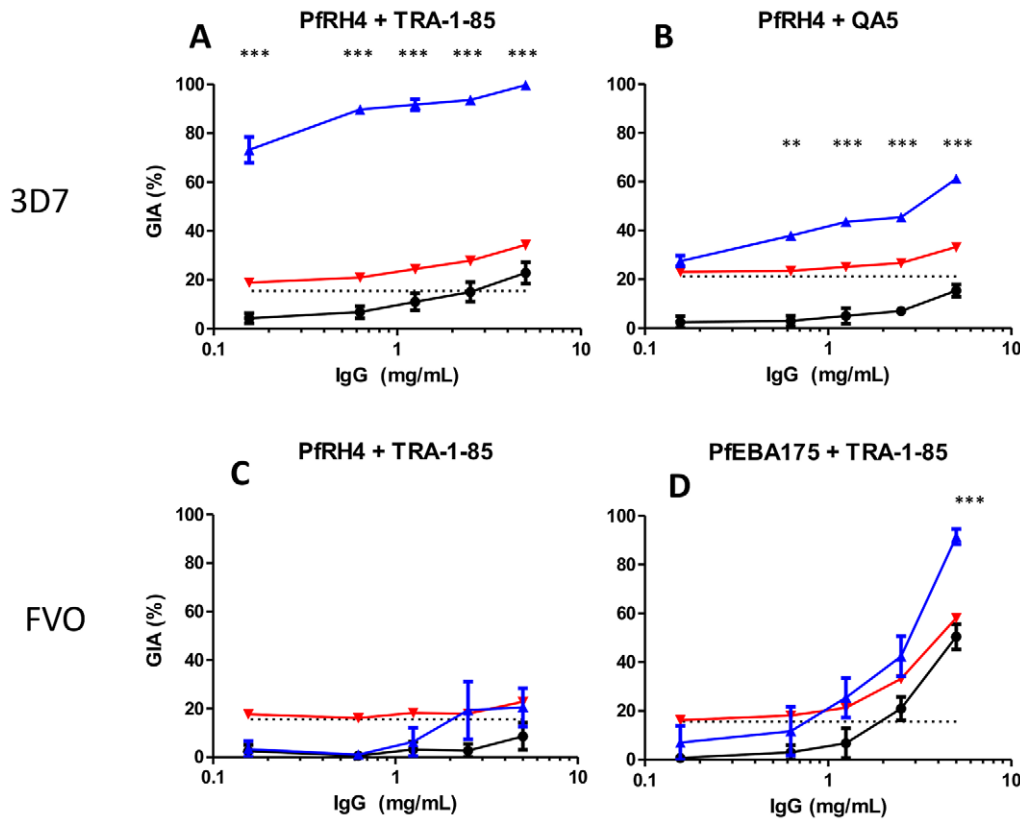 A PfRH4 + TRA-1-85
*** *** *** *** ***
GIA (%)
100
80
60
40
20
0
0.1 1 10
IgG (mg/mL)
B PfRH4 + QA5
** *** *** ***
100
80
60
40
20
0
0.1 1 10
IgG (mg/mL)
3D7
C PfRH4 + TRA-1-85
GIA (%)
100
80
60
40
20
0
0.1 1 10
IgG (mg/mL)
D PfEBA175 + TRA-1-85
***
100
80
60
40
20
0
0.1 1 10
IgG (mg/mL)
FVO